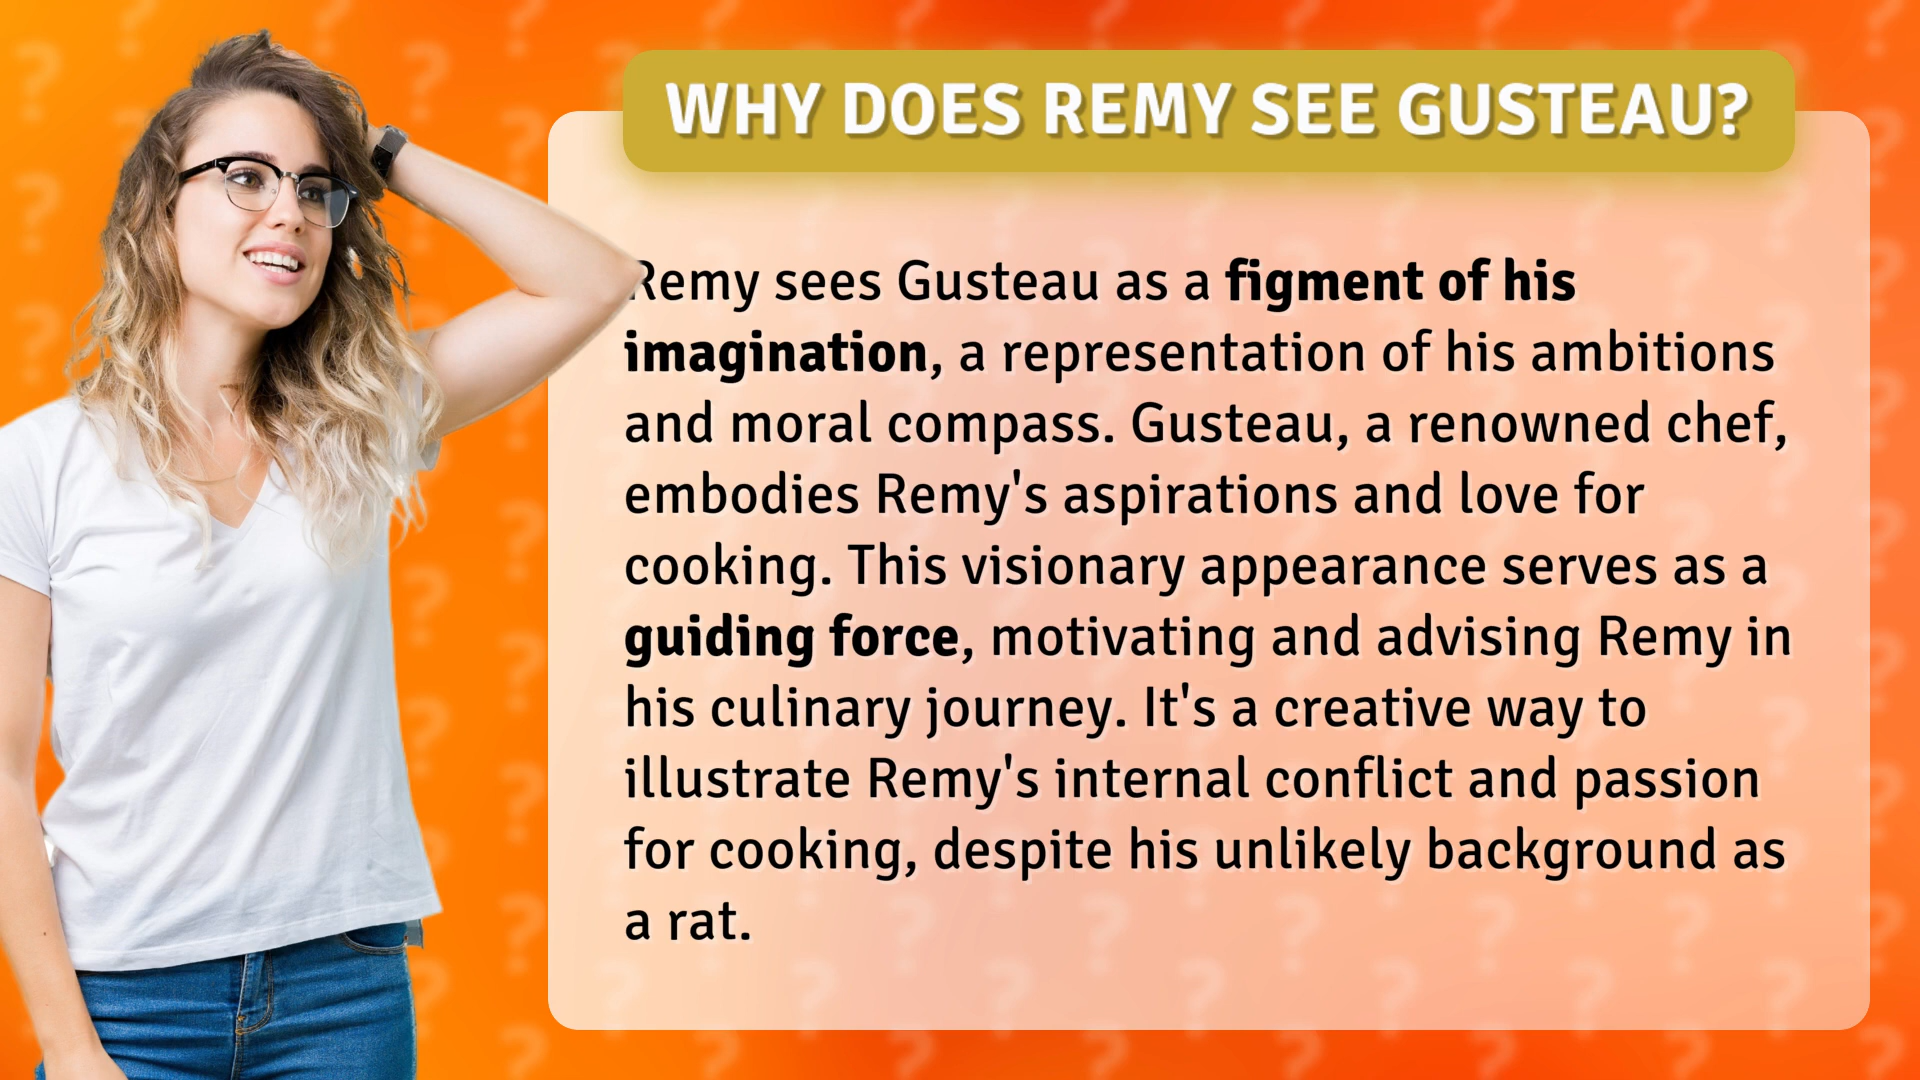 WHY DOES REMY SEE GUSTEAU?
Remy sees Gusteau as a figment of his
imagination, a representation of his ambitions
and moral compass. Gusteau, a renowned chef,
embodies Remy's aspirations and love for
cooking. This visionary appearance serves as a
guiding force, motivating and advising Remy in
his culinary journey. It's a creative way to
illustrate Remy's internal conflict and passion
for cooking, despite his unlikely background as
a rat.